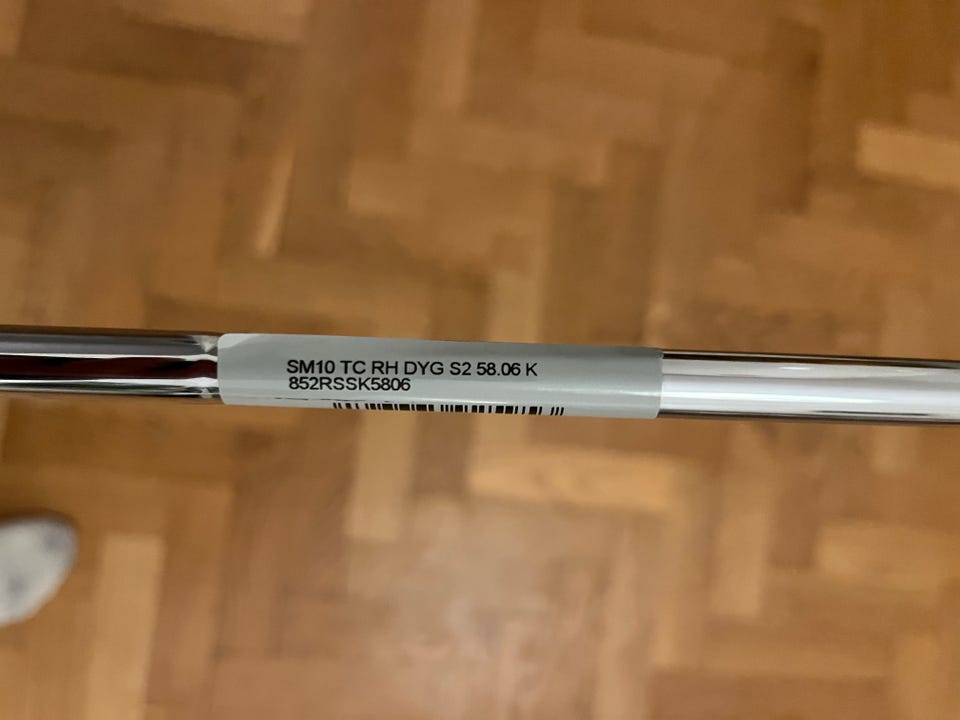 SM10 TC RH DYG S2 58.06 K
852RSSK5806